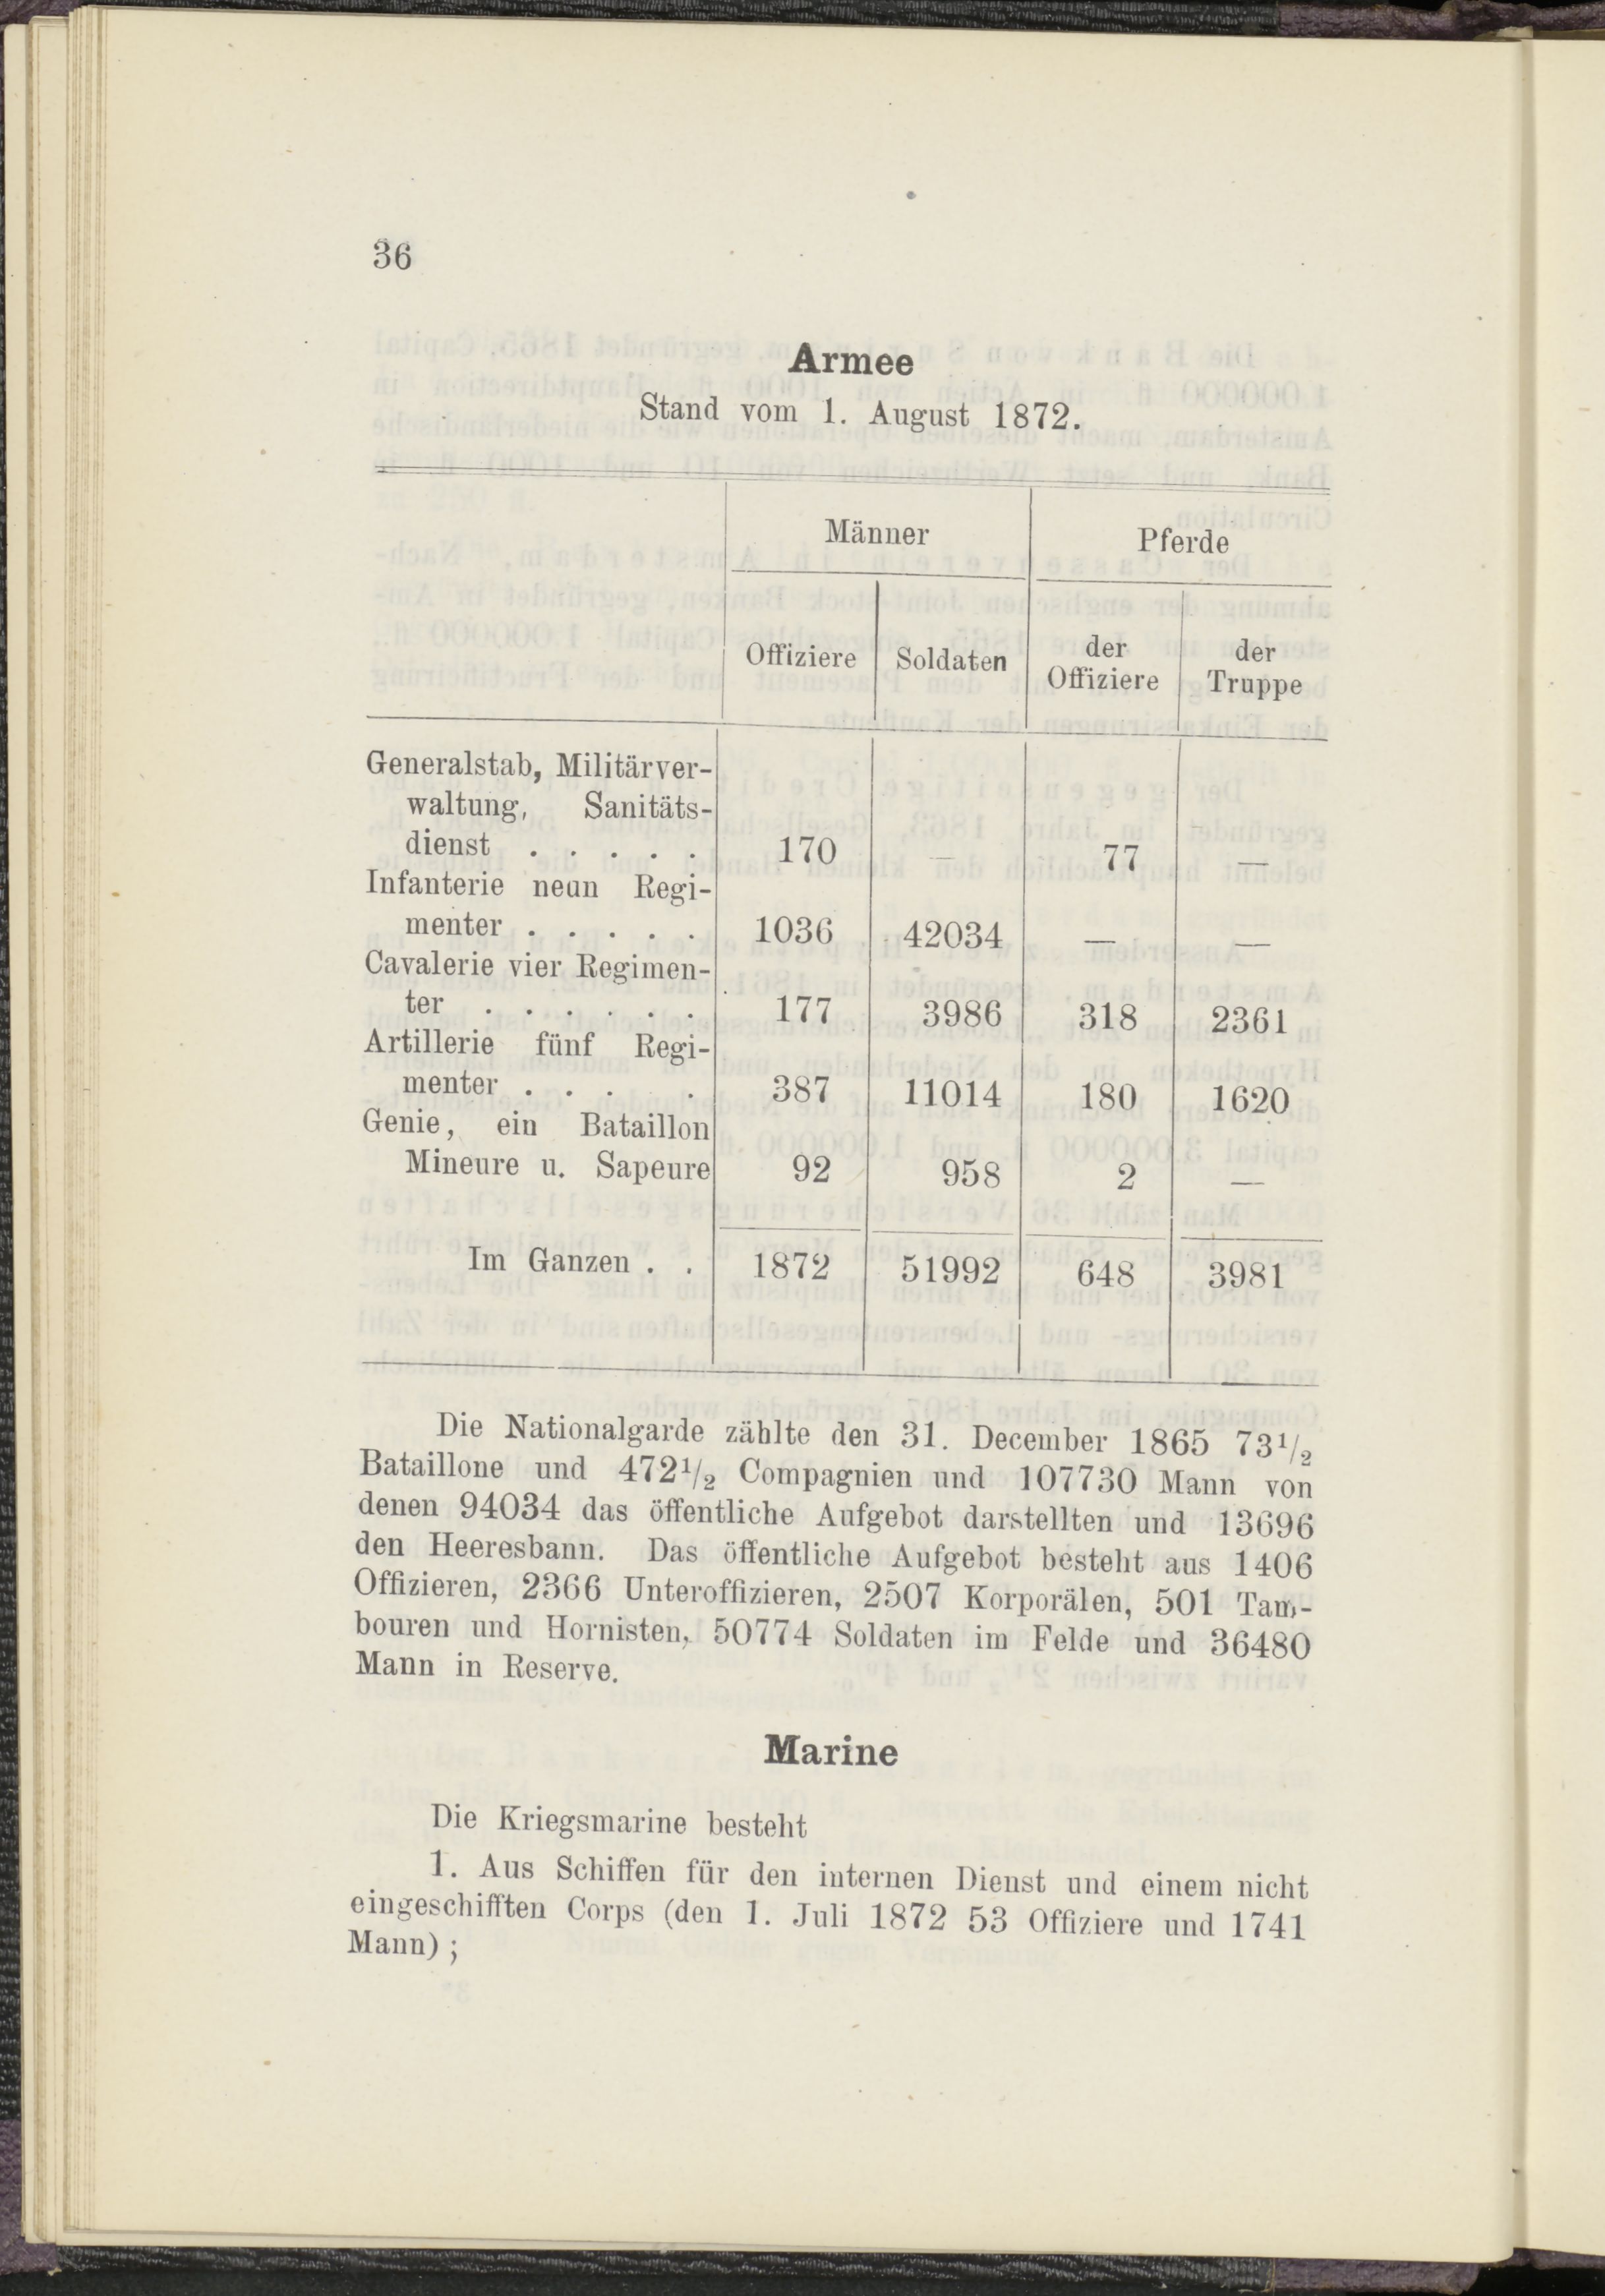 36
Armee
Stand vom 1. August 1872.
Männer Pferde
Offiziere Soldaten der Offiziere der Truppe
Generalstab, Militärver-
waltung, Sanitäts-
dienst . . . . . 170 — 77 —
Infanterie neun Regi-
menter . . . . . 1036 42034 — —
Cavalerie vier Regimen-
ter . . . . . . 177 3986 318 2361
Artillerie fünf Regi-
menter . . . . . 387 11014 180 1620
Genie, ein Bataillon
Mineure u. Sapeure 92 958 2 —
Im Ganzen . . 1872 51992 648 3981
Die Nationalgarde zählte den 31. December 1865 73 1/2
Bataillone und 472 1/2 Compagnien und 107730 Mann von
denen 94034 das öffentliche Aufgebot darstellten und 13696
den Heeresbann. Das öffentliche Aufgebot besteht aus 1406
Offizieren, 2366 Unteroffizieren, 2507 Korporälen, 501 Tam-
bouren und Hornisten, 50774 Soldaten im Felde und 36480
Mann in Reserve.
Marine
Die Kriegsmarine besteht
1. Aus Schiffen für den internen Dienst und einem nicht
eingeschifften Corps (den 1. Juli 1872 53 Offiziere und 1741
Mann) ;